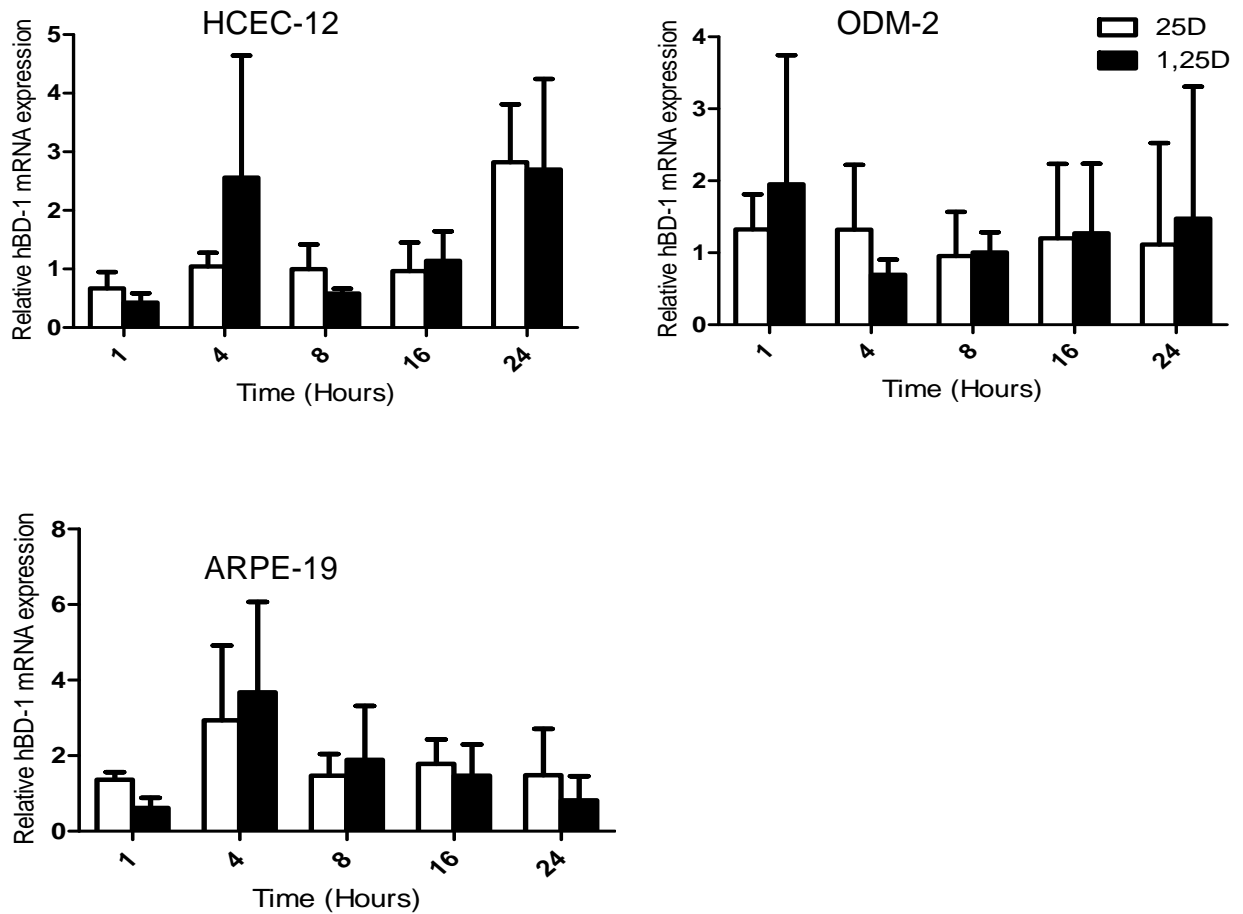 HCEC-12
Relative hBD-1 mRNA expression
5
4
3
2
1
0
1 4 8 16 24
Time (Hours)
ODM-2
25D
1,25D
Relative hBD-1 mRNA expression
4
3
2
1
0
1 4 8 16 24
Time (Hours)
ARPE-19
Relative hBD-1 mRNA expression
8
6
4
2
0
1 4 8 16 24
Time (Hours)